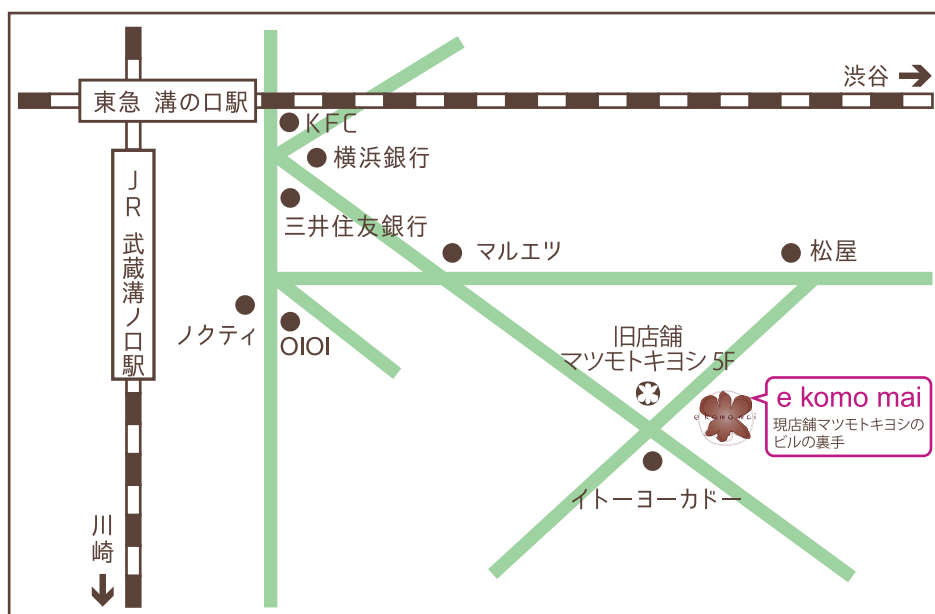 渋谷
東急 溝の口駅
KFC
横浜銀行
JR 武蔵溝ノ口駅
三井住友銀行
マルエツ
松屋
ノクティ
OIOI
旧店舗
マツモトキヨシ 5F
e komo mai
e komo mai
現店舗マツモトキヨシの
ビルの裏手
イトーヨーカドー
川崎